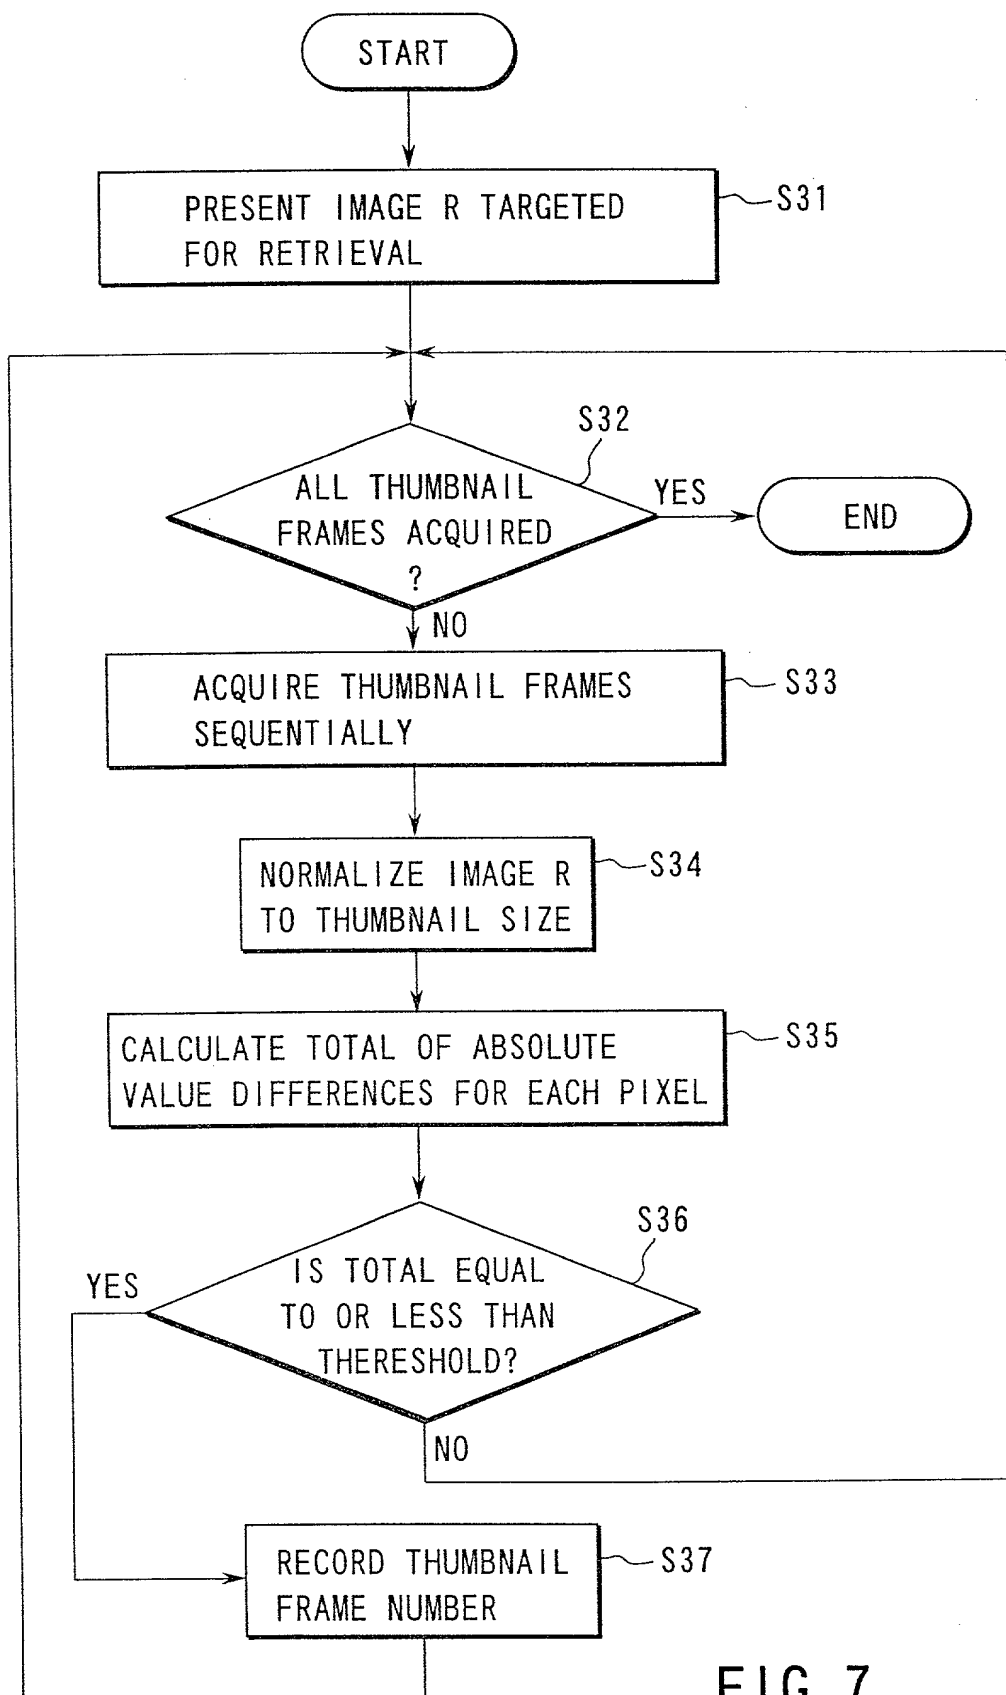 START
PRESENT IMAGE R TARGETED
FOR RETRIEVAL
S31
S32
ALL THUMBNAIL
FRAMES ACQUIRED
?
YES
END
NO
ACQUIRE THUMBNAIL FRAMES
SEQUENTIALLY
S33
NORMALIZE IMAGE R
TO THUMBNAIL SIZE
S34
CALCULATE TOTAL OF ABSOLUTE
VALUE DIFFERENCES FOR EACH PIXEL
S35
S36
IS TOTAL EQUAL
TO OR LESS THAN
THERESHOLD?
YES
NO
RECORD THUMBNAIL
FRAME NUMBER
S37
FIG. 7